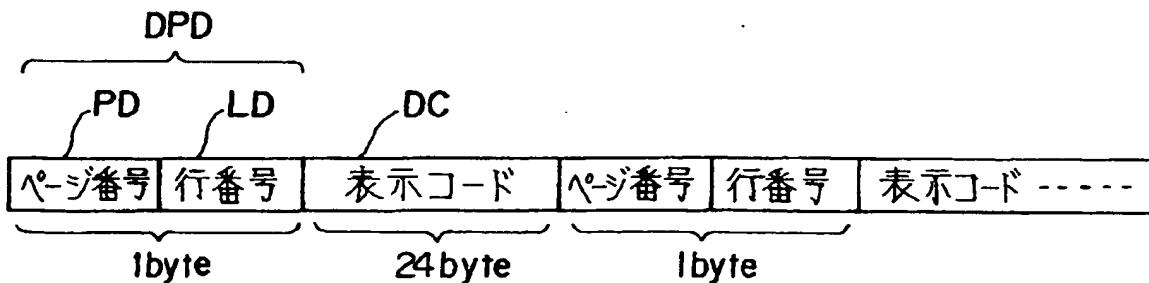 DPD
PD LD DC
ページ番号 行番号 表示コード ページ番号 行番号 表示コード -----
1byte 24byte 1byte